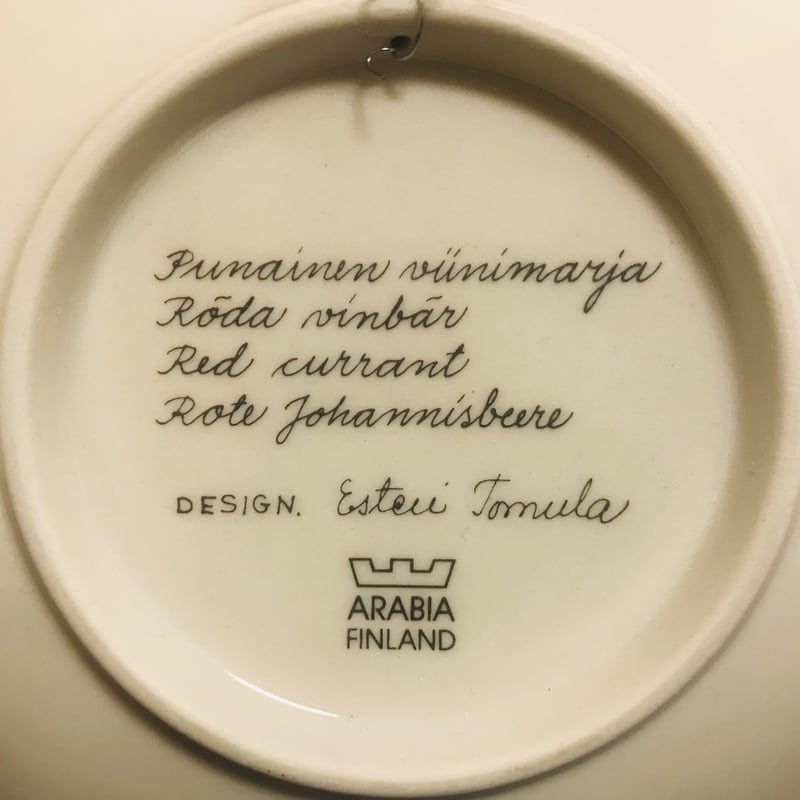 Punainen viinimarja
Röda vinbär
Red currant
Rote Johannisbeere
DESIGN. Esteri Tomula
ARABIA
FINLAND